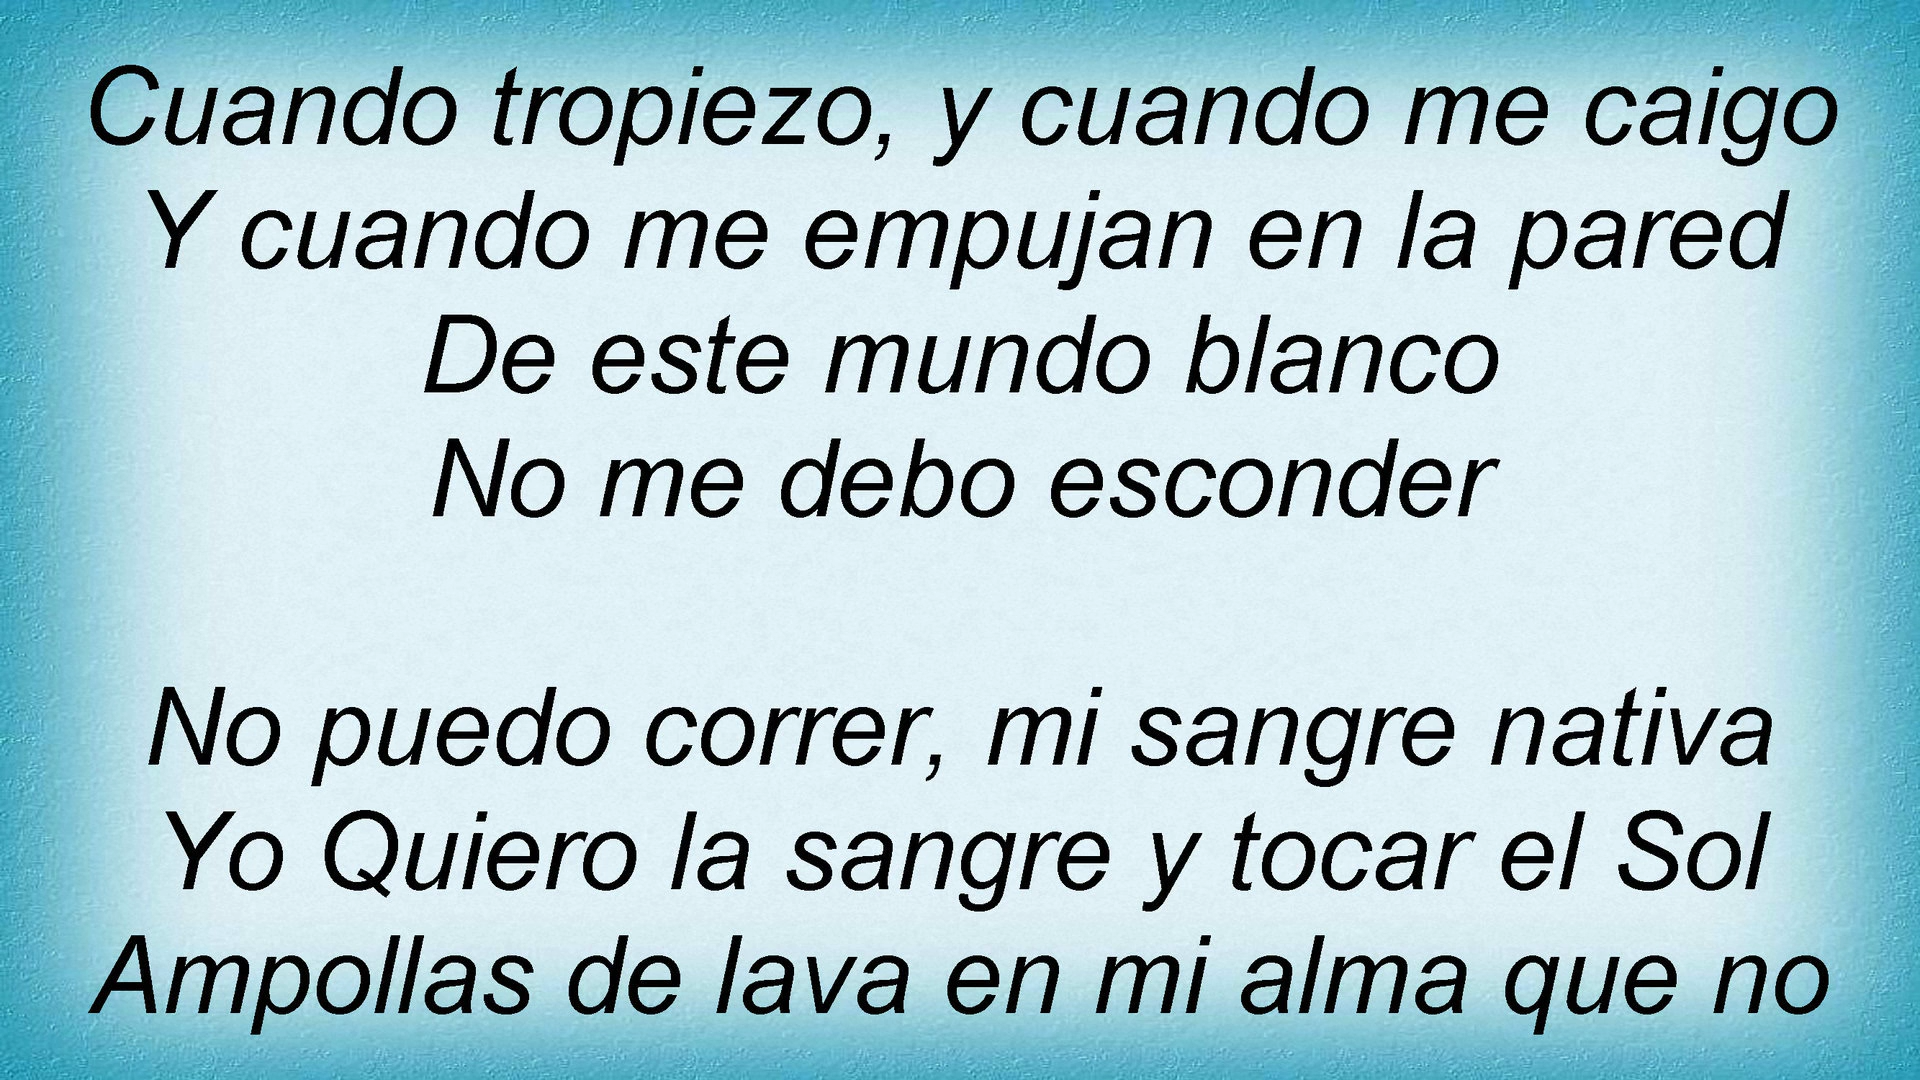 Cuando tropiezo, y cuando me caigo
Y cuando me empujan en la pared
De este mundo blanco
No me debo esconder
No puedo correr, mi sangre nativa
Yo Quiero la sangre y tocar el Sol
Ampollas de lava en mi alma que no